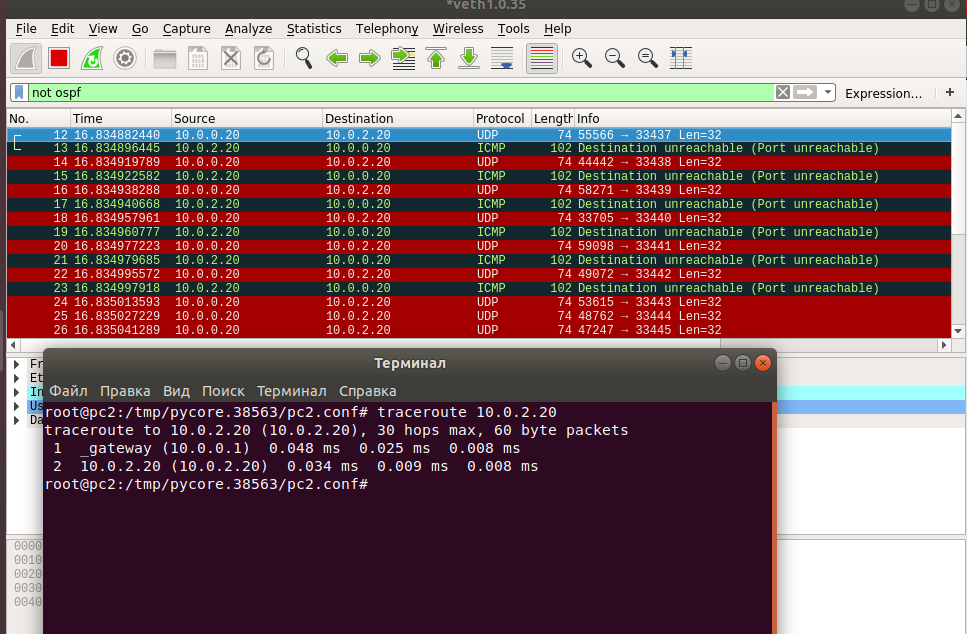 *veth1.0.35
File Edit View Go Capture Analyze Statistics Telephony Wireless Tools Help
not ospf Expression... +
No. Time Source Destination Protocol Length Info
12 16.834882440 10.0.0.20 10.0.2.20 UDP 74 55566 → 33437 Len=32
13 16.834896445 10.0.0.20 10.0.2.20 ICMP 102 Destination unreachable (Port unreachable)
14 16.834919789 10.0.0.20 10.0.2.20 UDP 74 44442 → 33438 Len=32
15 16.834922582 10.0.0.20 10.0.2.20 ICMP 102 Destination unreachable (Port unreachable)
16 16.834938288 10.0.0.20 10.0.2.20 UDP 74 58271 → 33439 Len=32
17 16.834940668 10.0.0.20 10.0.2.20 ICMP 102 Destination unreachable (Port unreachable)
18 16.834957961 10.0.0.20 10.0.2.20 UDP 74 33705 → 33440 Len=32
19 16.834960777 10.0.0.20 10.0.2.20 ICMP 102 Destination unreachable (Port unreachable)
20 16.834977223 10.0.0.20 10.0.2.20 UDP 74 59098 → 33441 Len=32
21 16.834979685 10.0.0.20 10.0.2.20 ICMP 102 Destination unreachable (Port unreachable)
22 16.834995572 10.0.0.20 10.0.2.20 UDP 74 49072 → 33442 Len=32
23 16.834997918 10.0.0.20 10.0.2.20 ICMP 102 Destination unreachable (Port unreachable)
24 16.835013593 10.0.0.20 10.0.2.20 UDP 74 53615 → 33443 Len=32
25 16.835027229 10.0.0.20 10.0.2.20 UDP 74 48762 → 33444 Len=32
26 16.835041289 10.0.0.20 10.0.2.20 UDP 74 47247 → 33445 Len=32
Fr
Et
In
Us
Da
Терминал
Файл Правка Вид Поиск Терминал Справка
root@pc2:/tmp/pycore.38563/pc2.conf# traceroute 10.0.2.20
traceroute to 10.0.2.20 (10.0.2.20), 30 hops max, 60 byte packets
1 _gateway (10.0.0.1) 0.048 ms 0.025 ms 0.008 ms
2 10.0.2.20 (10.0.2.20) 0.034 ms 0.009 ms 0.008 ms
root@pc2:/tmp/pycore.38563/pc2.conf#
0000
0010
0020
0030
0040